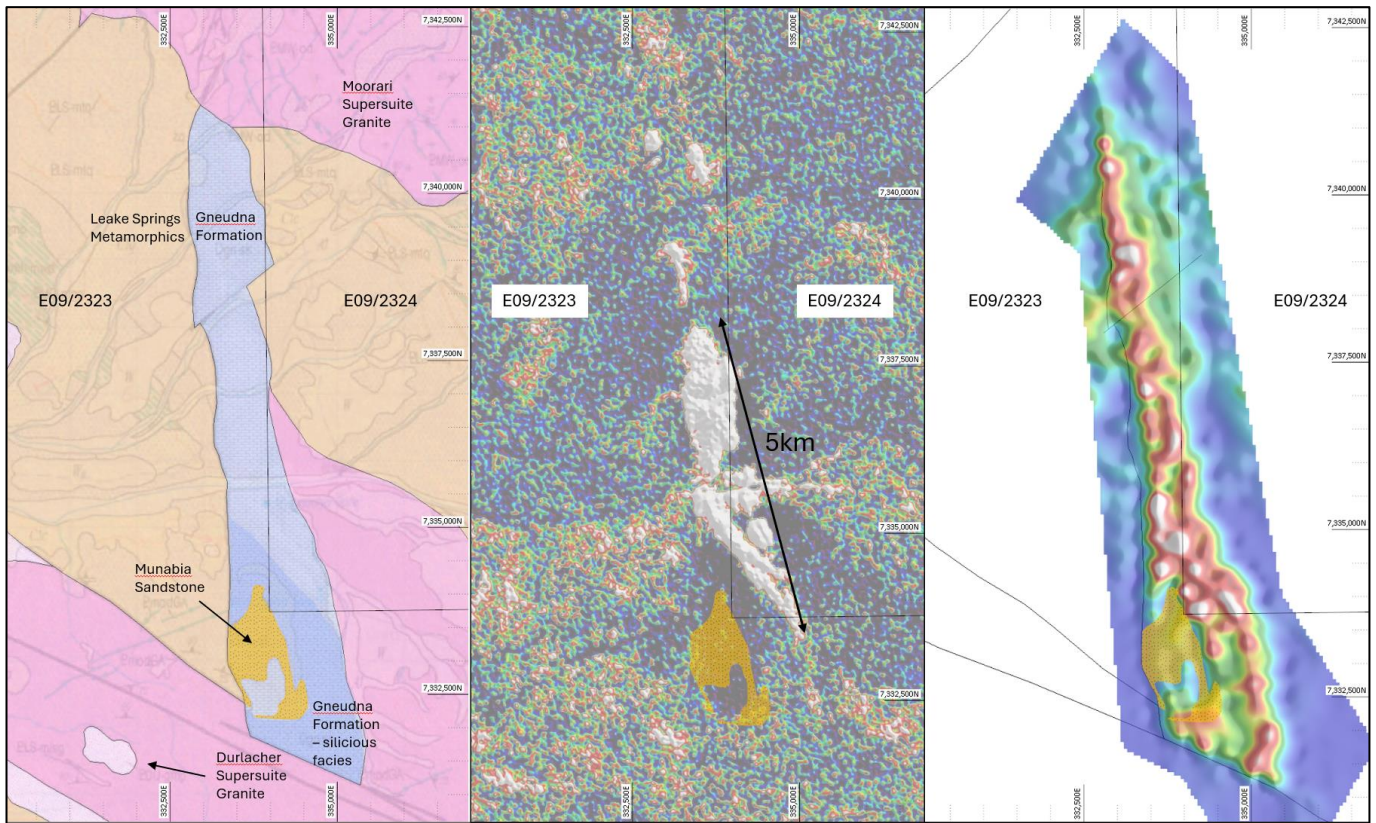 332,500E
335,000E
7,342,500N
Moorari
Supersuite
Granite
7,340,000N
Leake Springs
Metamorphics
Gneudna
Formation
E09/2323
E09/2324
7,337,500N
7,335,000N
Munabia
Sandstone
7,332,500N
Gneudna
Formation
– silicious
facies
Durlacher
Supersuite
Granite
332,500E
335,000E
332,500E
335,000E
7,342,500N
7,340,000N
E09/2323
E09/2324
7,337,500N
5km
7,335,000N
7,332,500N
332,500E
335,000E
332,500E
335,000E
7,342,500N
7,340,000N
E09/2323
E09/2324
7,337,500N
7,335,000N
7,332,500N
332,500E
335,000E